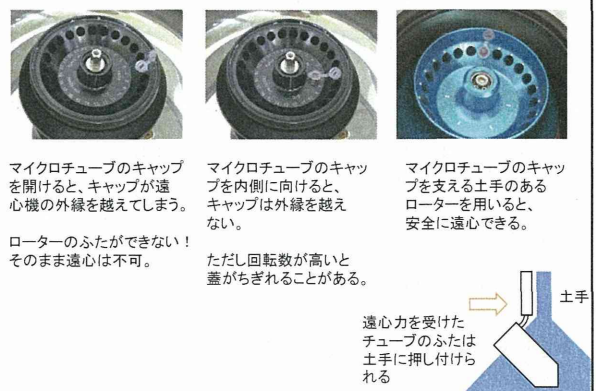 マイクロチューブのキャップ
を開けると、キャップが遠
心機の外縁を越えてしまう。
ローターのふたができない！
そのまま遠心は不可。
マイクロチューブのキャッ
プを内側に向けると、
キャップは外縁を越え
ない。
ただし回転数が高いと
蓋がちぎれることがある。
マイクロチューブのキャッ
プを支える土手のある
ローターを用いると、
安全に遠心できる。
土手
遠心力を受けた
チューブのふたは
土手に押し付けら
れる